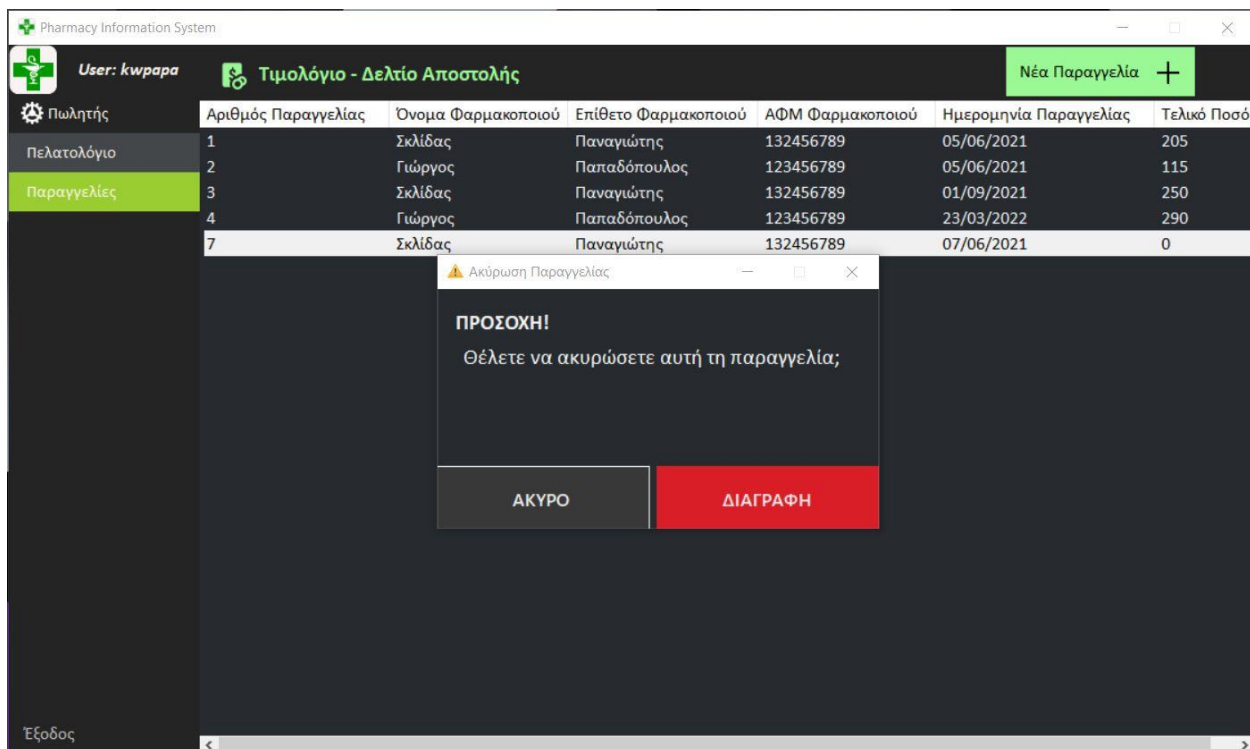 Pharmacy Information System
User: kwpapa
Τιμολόγιο - Δελτίο Αποστολής
Νέα Παραγγελία
Πωλητής
Πελατολόγιο
Παραγγελίες
Αριθμός Παραγγελίας Όνομα Φαρμακοποιού Επίθετο Φαρμακοποιού ΑΦΜ Φαρμακοποιού Ημερομηνία Παραγγελίας Τελικό Ποσό
1 Σκλίδας Παναγιώτης 132456789 05/06/2021 205
2 Γιώργος Παπαδόπουλος 123456789 05/06/2021 115
3 Σκλίδας Παναγιώτης 132456789 01/09/2021 250
4 Γιώργος Παπαδόπουλος 123456789 23/03/2022 290
7 Σκλίδας Παναγιώτης 132456789 07/06/2021 0
Ακύρωση Παραγγελίας
ΠΡΟΣΟΧΗ!
Θέλετε να ακυρώσετε αυτή τη παραγγελία;
ΑΚΥΡΟ
ΔΙΑΓΡΑΦΗ
Έξοδος